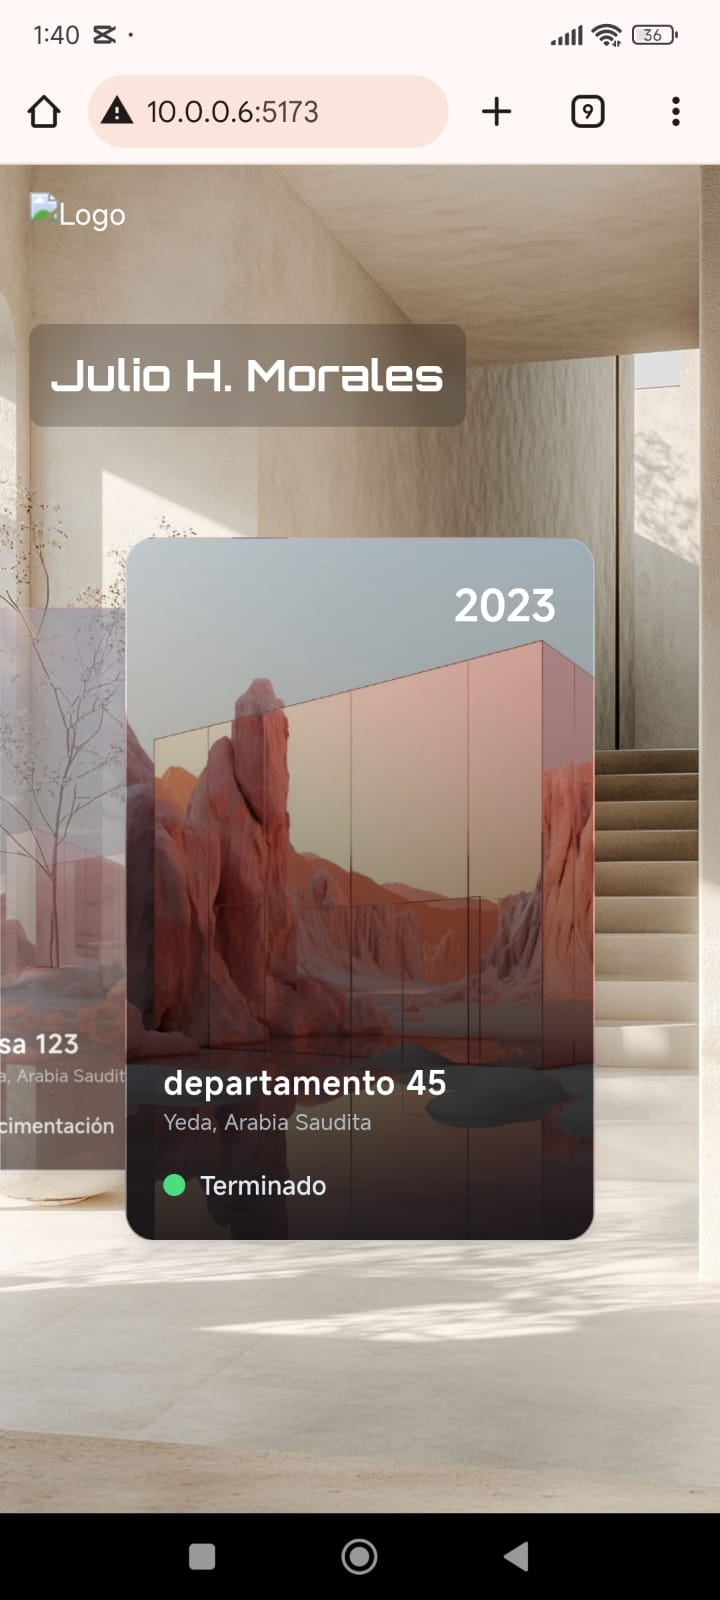 1:40
36
10.0.0.6:5173
9
Logo
Julio H. Morales
2023
sa 123
a, Arabia Saudit
cimentación
departamento 45
Yeda, Arabia Saudita
Terminado